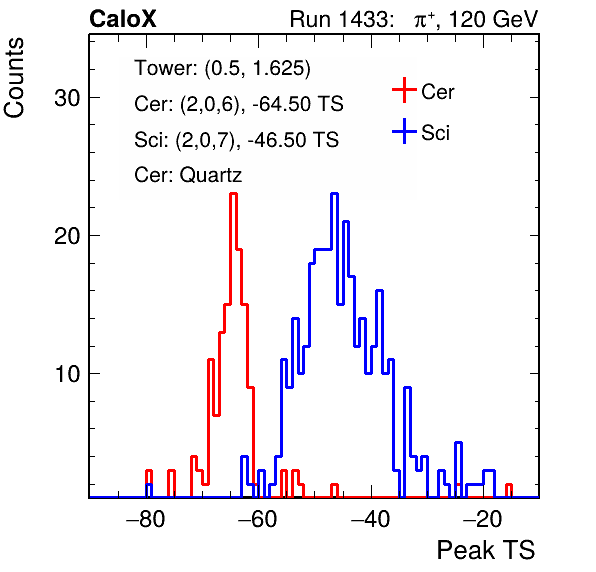 CaloX Run 1433: π⁺, 120 GeV
Counts
Tower: (0.5, 1.625)
Cer: (2,0,6), -64.50 TS
Sci: (2,0,7), -46.50 TS
Cer: Quartz
Cer
Sci
30
20
10
−80 −60 −40 −20
Peak TS